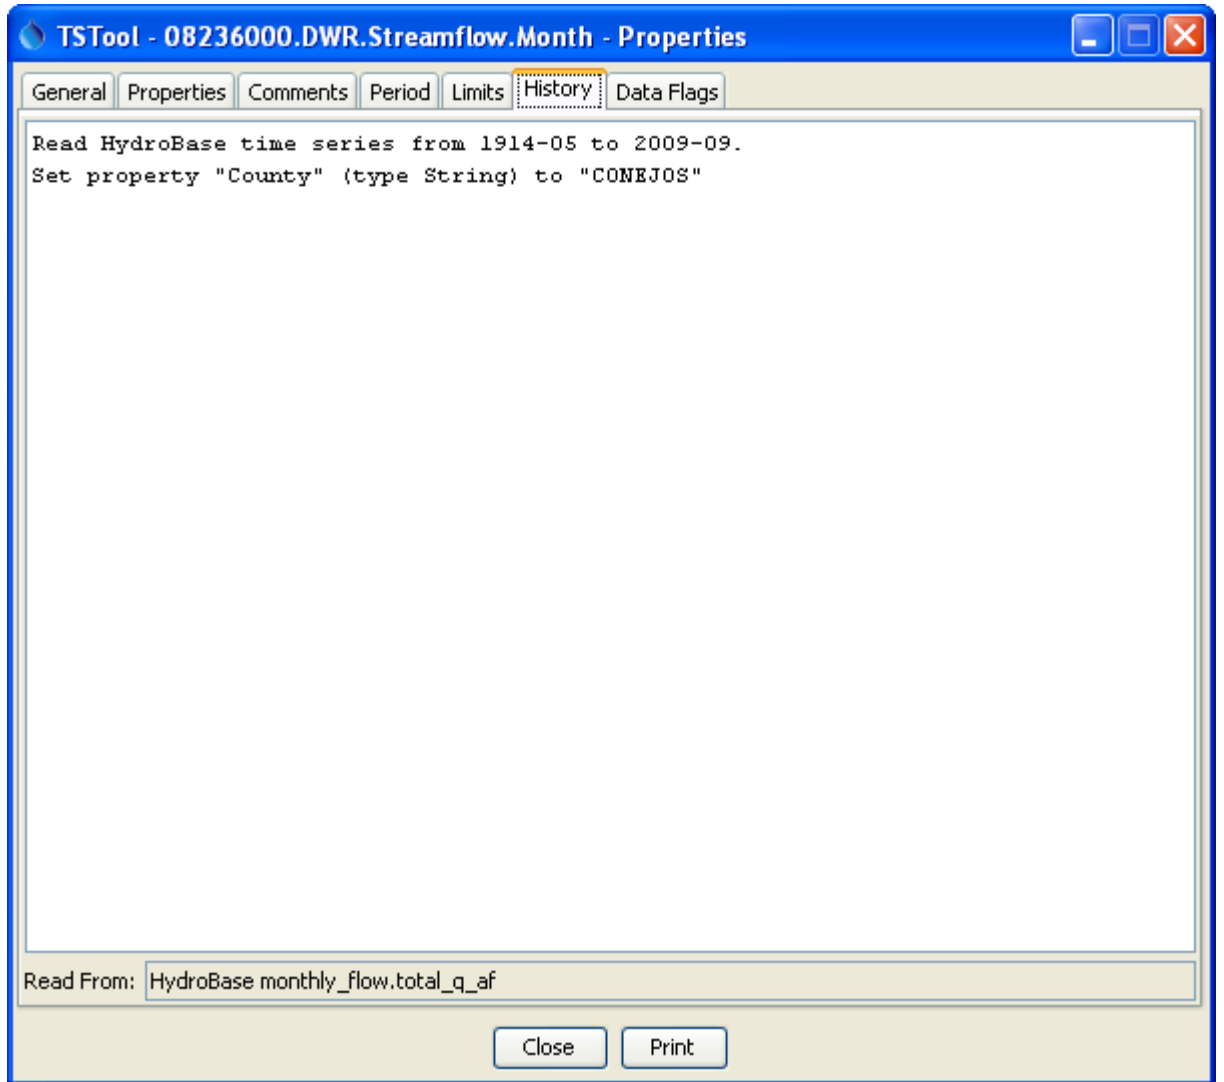 TSTool - 08236000.DWR.Streamflow.Month - Properties
General Properties Comments Period Limits History Data Flags
Read HydroBase time series from 1914-05 to 2009-09.
Set property "County" (type String) to "CONEJOS"
Read From: HydroBase monthly_flow.total_q_af
Close Print